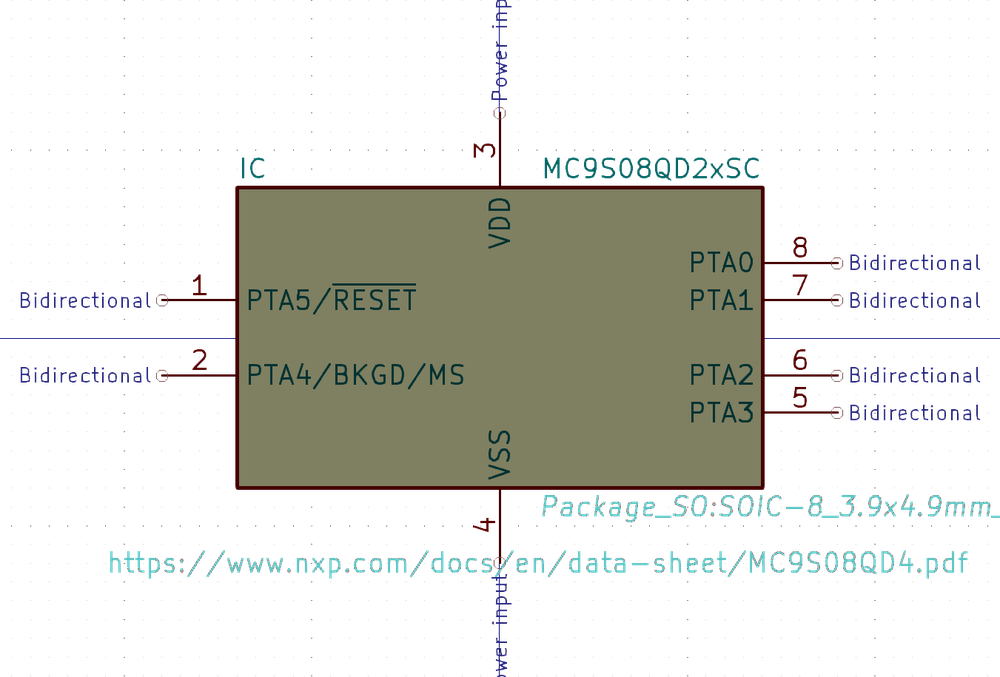 Power inp
3
IC
MC9S08QD2xSC
VDD
PTA0 8 Bidirectional
Bidirectional 1 PTA5/RESET
PTA1 7 Bidirectional
Bidirectional 2 PTA4/BKGD/MS
PTA2 6 Bidirectional
PTA3 5 Bidirectional
VSS
Package_SO:SOIC-8_3.9x4.9mm_
4
https://www.nxp.com/docs/en/data-sheet/MC9S08QD4.pdf
ower input